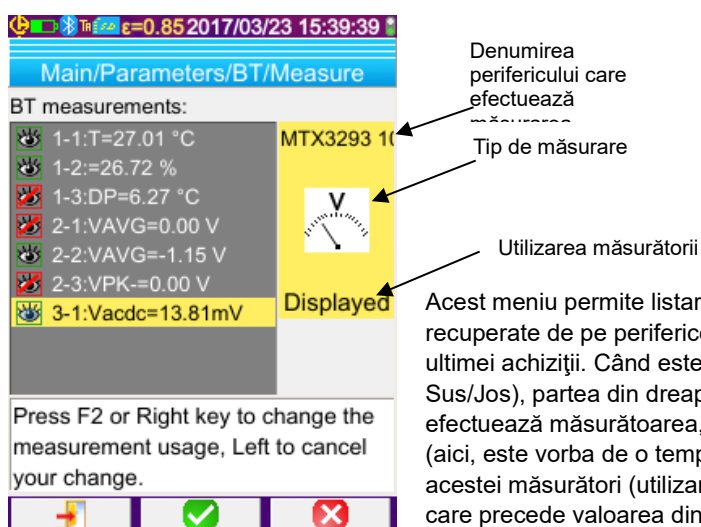 ε=0.85 2017/03/23 15:39:39
Main/Parameters/BT/Measure
BT measurements:
1-1:T=27.01 °C
1-2:=26.72 %
1-3:DP=6.27 °C
2-1:VAVG=0.00 V
2-2:VAVG=-1.15 V
2-3:VPK-=0.00 V
3-1:Vacdc=13.81mV
MTX3293 10
V
Displayed
Press F2 or Right key to change the
measurement usage, Left to cancel
your change.
Denumirea
perifericului care
efectuează
măsurarea
Tip de măsurare
Utilizarea măsurătorii
Acest meniu permite listar
recuperate de pe periferic
ultimei achiziţii. Când este
Sus/Jos), partea din dreap
efectuează măsurătoarea,
(aici, este vorba de o temp
acestei măsurători (utilizar
care precede valoarea din